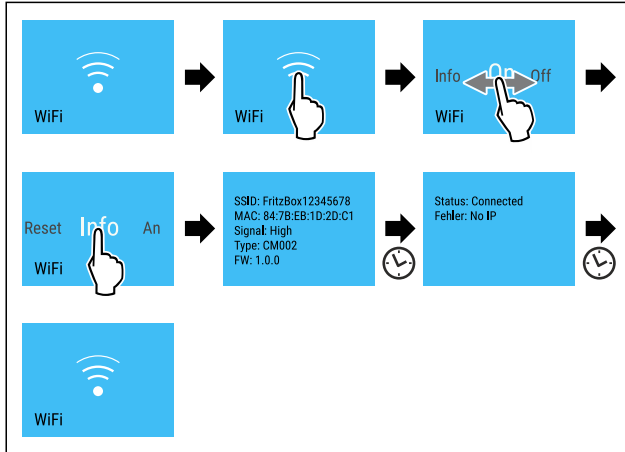 WiFi
WiFi
Info On Off
WiFi
Reset Info An
WiFi
SSID: FritzBox12345678
MAC: 84:7B:EB:1D:2D:C1
Signal: High
Type: CM002
FW: 1.0.0
Status: Connected
Fehler: No IP
WiFi